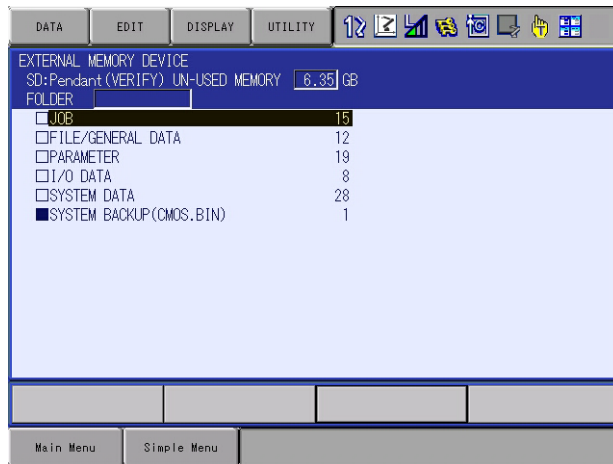 DATA EDIT DISPLAY UTILITY
EXTERNAL MEMORY DEVICE
SD:Pendant(VERIFY) UN-USED MEMORY 6.35 GB
FOLDER
JOB 15
FILE/GENERAL DATA 12
PARAMETER 19
I/O DATA 8
SYSTEM DATA 28
SYSTEM BACKUP(CMOS.BIN) 1
Main Menu Simple Menu